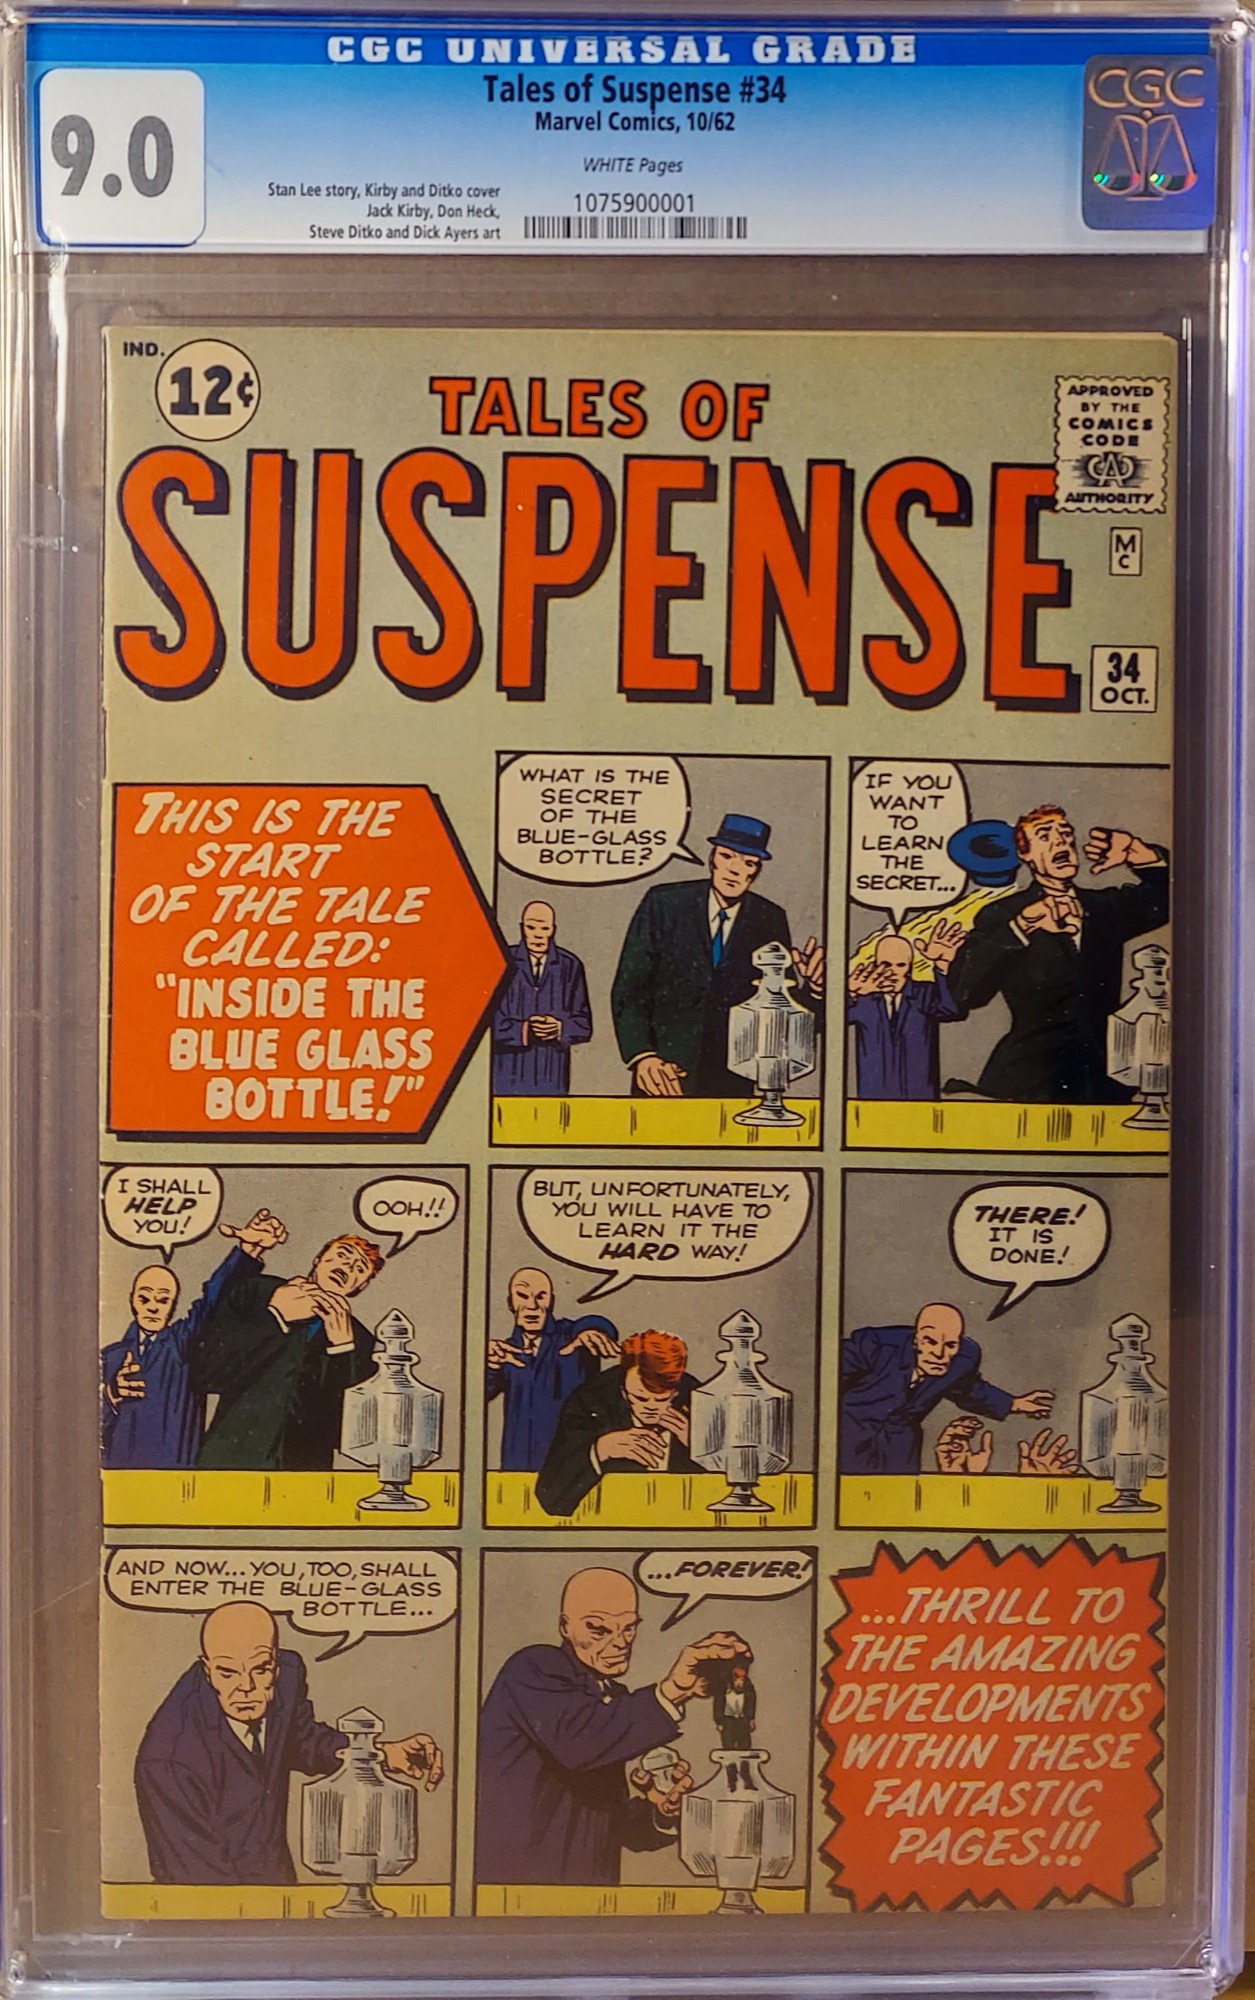 CGC UNIVERSAL GRADE
9.0
Tales of Suspense #34
Marvel Comics, 10/62
WHITE Pages
Stan Lee story, Kirby and Ditko cover
Jack Kirby, Don Heck,
Steve Ditko and Dick Ayers art
1075900001
CGC
IND.
12¢
TALES OF
SUSPENSE
APPROVED
BY THE
COMICS
CODE
CA
AUTHORITY
M
C
34
OCT.
THIS IS THE
START
OF THE TALE
CALLED:
"INSIDE THE
BLUE GLASS
BOTTLE!"
WHAT IS THE
SECRET
OF THE
BLUE-GLASS
BOTTLE?
IF YOU
WANT
TO
LEARN
THE
SECRET...
I SHALL
HELP
YOU!
OOH!!
BUT, UNFORTUNATELY,
YOU WILL HAVE TO
LEARN IT THE
HARD WAY!
THERE!
IT IS
DONE!
AND NOW...YOU, TOO, SHALL
ENTER THE BLUE-GLASS
BOTTLE...
...FOREVER!
...THRILL TO
THE AMAZING
DEVELOPMENTS
WITHIN THESE
FANTASTIC
PAGES!!!